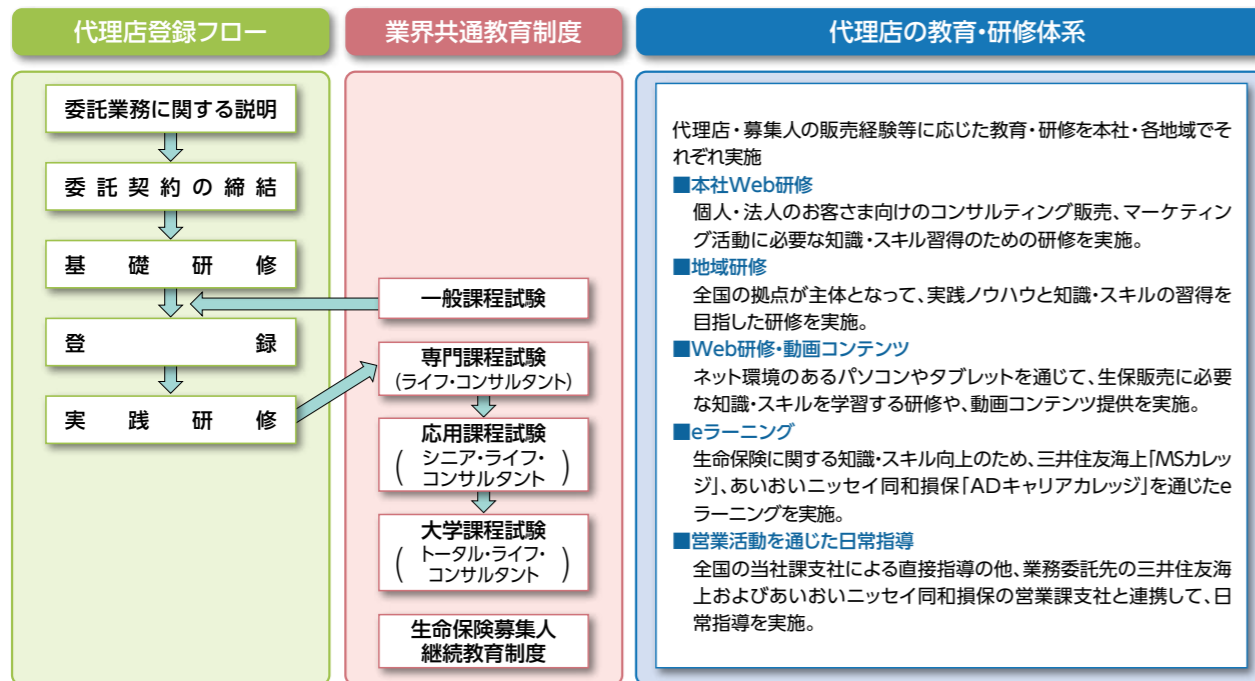 代理店登録フロー
委託業務に関する説明
委託契約の締結
基礎研修
登録
実践研修
業界共通教育制度
一般課程試験
専門課程試験
(ライフ・コンサルタント)
応用課程試験
(シニア・ライフ・
コンサルタント)
大学課程試験
(トータル・ライフ・
コンサルタント)
生命保険募集人
継続教育制度
代理店の教育・研修体系
代理店・募集人の販売経験等に応じた教育・研修を本社・各地域でそ
れぞれ実施
■本社Web研修
個人・法人のお客さま向けのコンサルティング販売、マーケティン
グ活動に必要な知識・スキル習得のための研修を実施。
■地域研修
全国の拠点が主体となって、実践ノウハウと知識・スキルの習得を
目指した研修を実施。
■Web研修・動画コンテンツ
ネット環境のあるパソコンやタブレットを通じて、生保販売に必要
な知識・スキルを学習する研修や、動画コンテンツ提供を実施。
■eラーニング
生命保険に関する知識・スキル向上のため、三井住友海上「MSカレッ
ジ」、あいおいニッセイ同和損保「ADキャリアカレッジ」を通じたe
ラーニングを実施。
■営業活動を通じた日常指導
全国の当社課支社による直接指導の他、業務委託先の三井住友海
上およびあいおいニッセイ同和損保の営業課支社と連携して、日
常指導を実施。